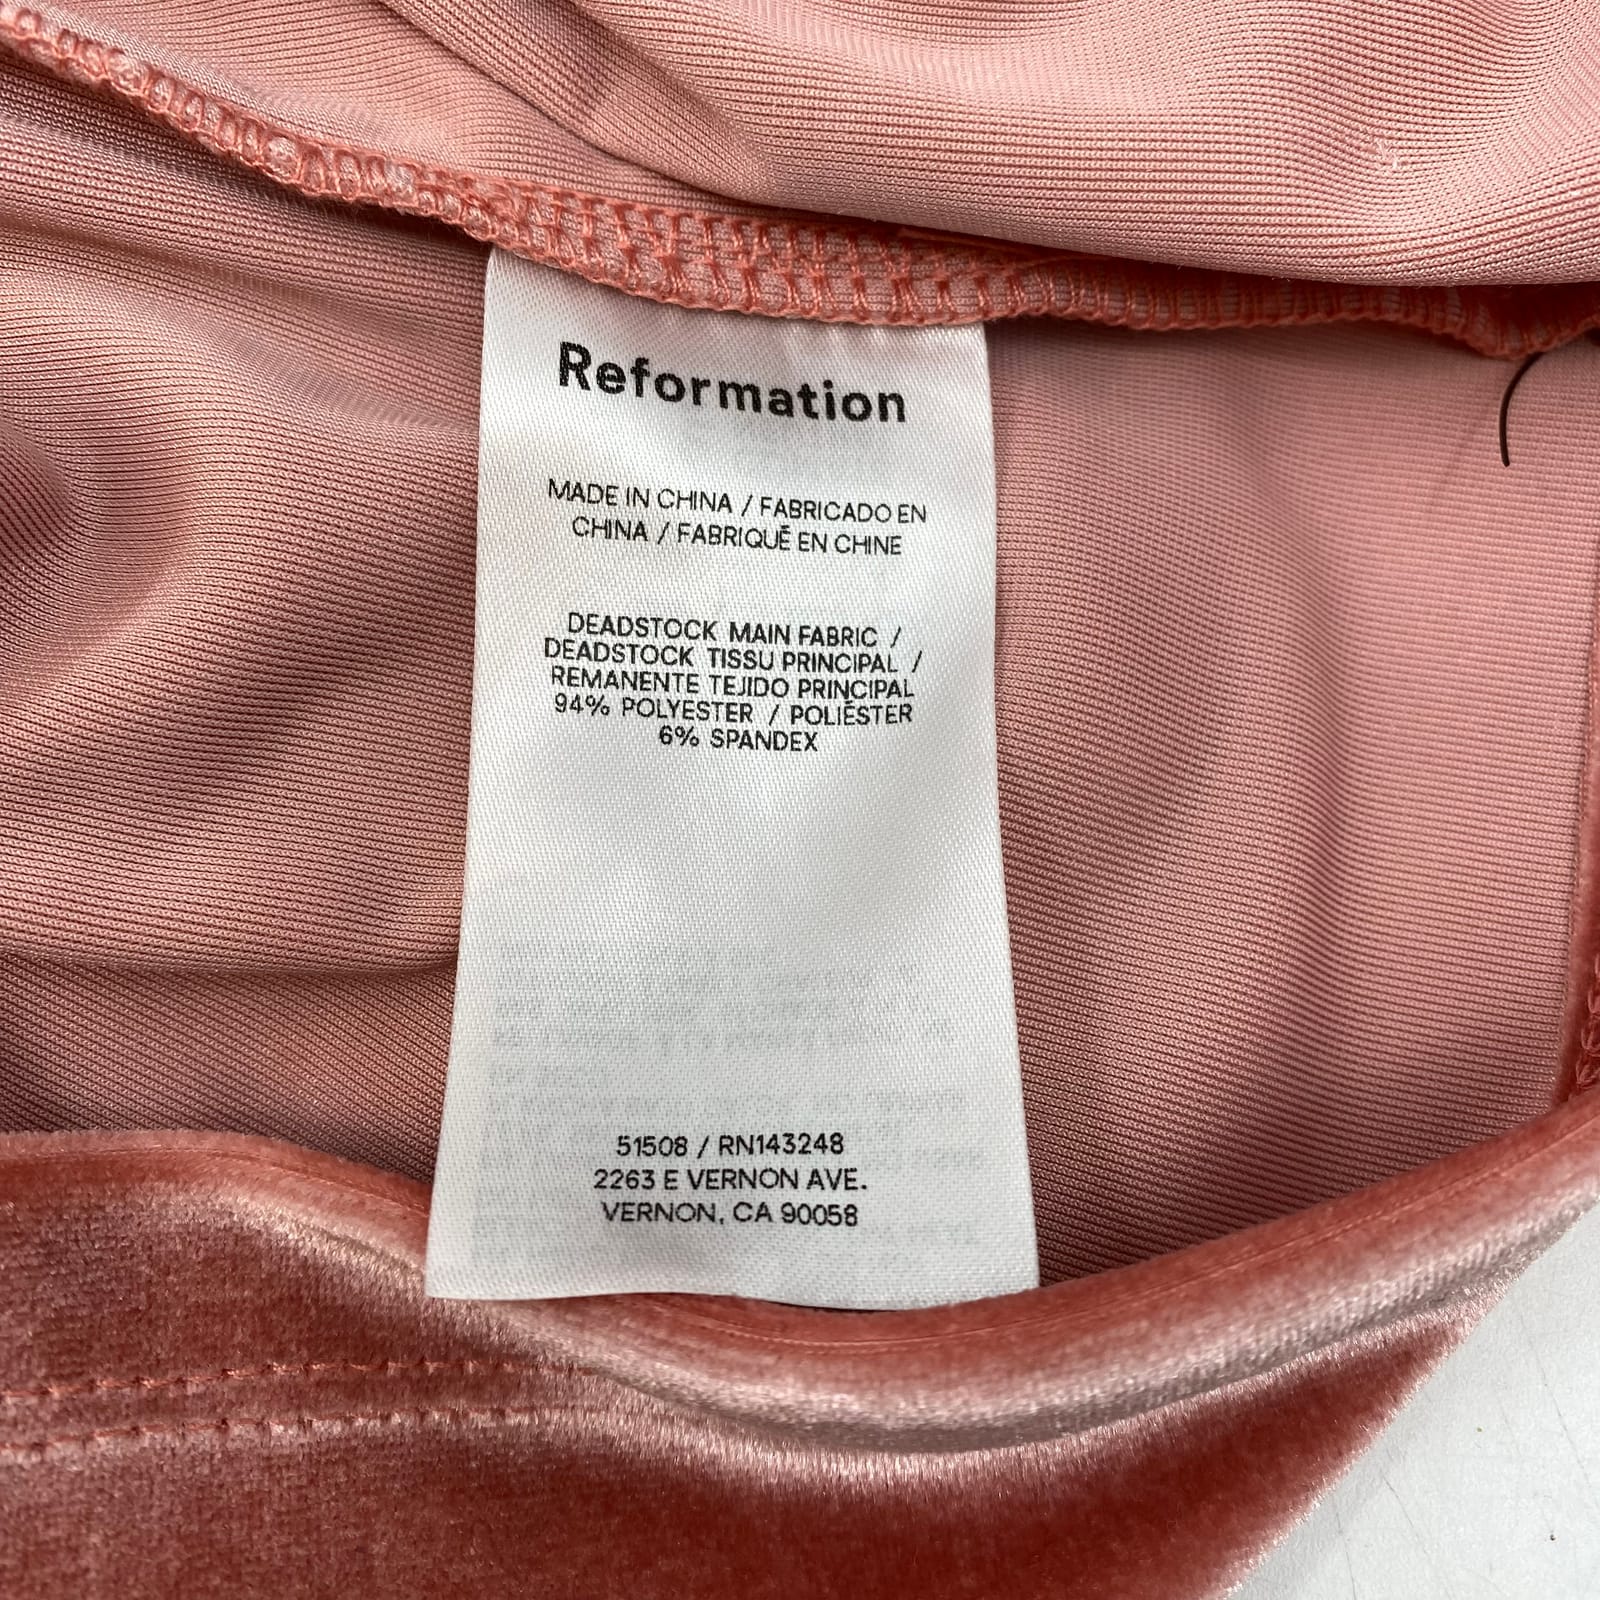 Reformation
MADE IN CHINA / FABRICADO EN
CHINA / FABRIQUÉ EN CHINE
DEADSTOCK MAIN FABRIC /
DEADSTOCK TISSU PRINCIPAL /
REMANENTE TEJIDO PRINCIPAL
94% POLYESTER / POLIÉSTER
6% SPANDEX
51508 / RN143248
2263 E VERNON AVE.
VERNON, CA 90058